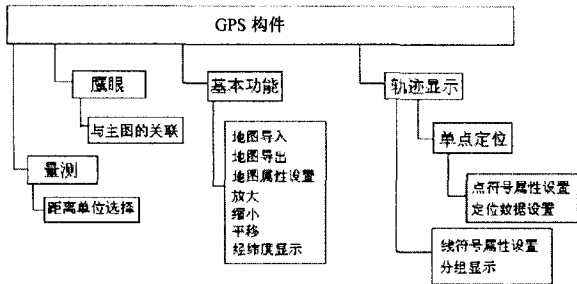 GPS 构件
鹰眼
与主图的关联
量测
距离单位选择
基本功能
地图导入
地图导出
地图属性设置
放大
缩小
平移
经纬度显示
轨迹显示
单点定位
点符号属性设置
定位数据设置
线符号属性设置
分组显示